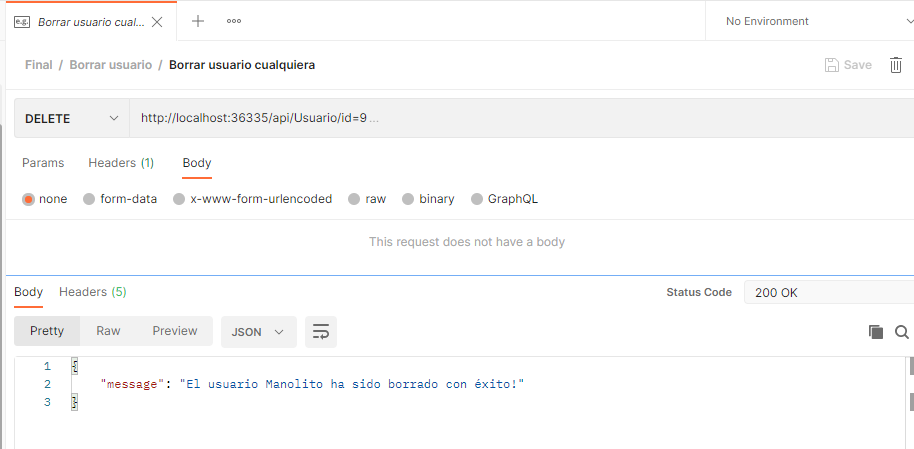 e.g. Borrar usuario cual... No Environment
Final / Borrar usuario / Borrar usuario cualquiera Save
DELETE http://localhost:36335/api/Usuario/id=9 ...
Params Headers (1) Body
none form-data x-www-form-urlencoded raw binary GraphQL
This request does not have a body
Body Headers (5) Status Code 200 OK
Pretty Raw Preview JSON
1 {
2 "message": "El usuario Manolito ha sido borrado con éxito!"
3 }